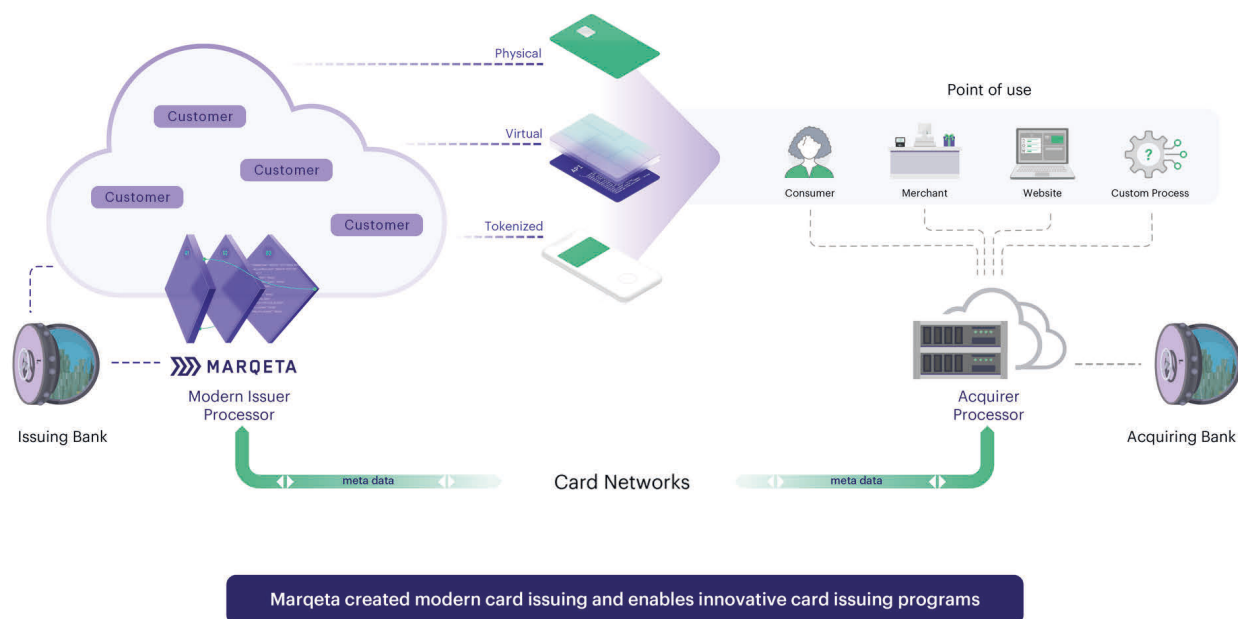 Physical
Point of use
Customer
Virtual
Customer
Customer
Consumer
Merchant
Website
Custom Process
Customer
Tokenized
MARQETA
Modern Issuer
Processor
Acquirer
Processor
Issuing Bank
Acquiring Bank
meta data
Card Networks
meta data
Marqeta created modern card issuing and enables innovative card issuing programs